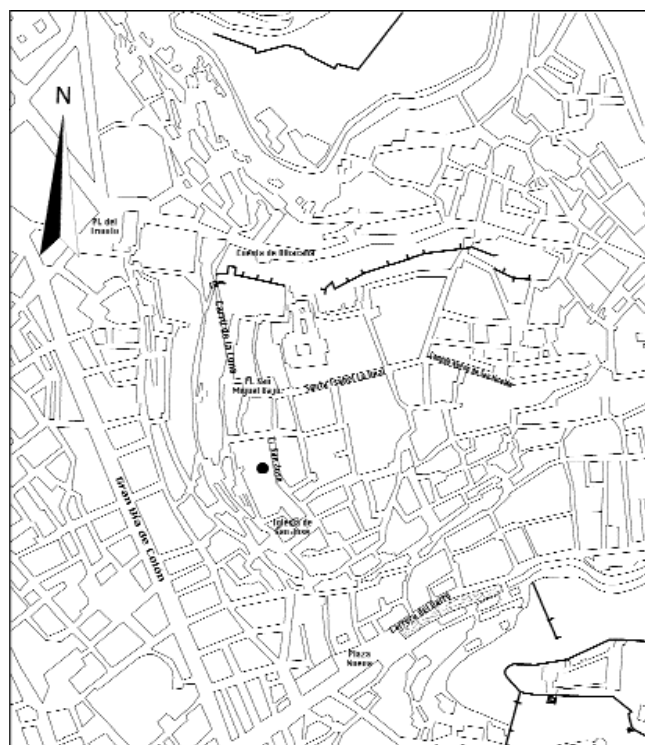 N
Pl. del
Triunfo
Cuesta de Alhacaba
Carril de la Lona
Pl. San
Miguel Bajo
Gran Vía de Colón
Iglesia de
San José
Carrera del Darro
Plaza
Nueva